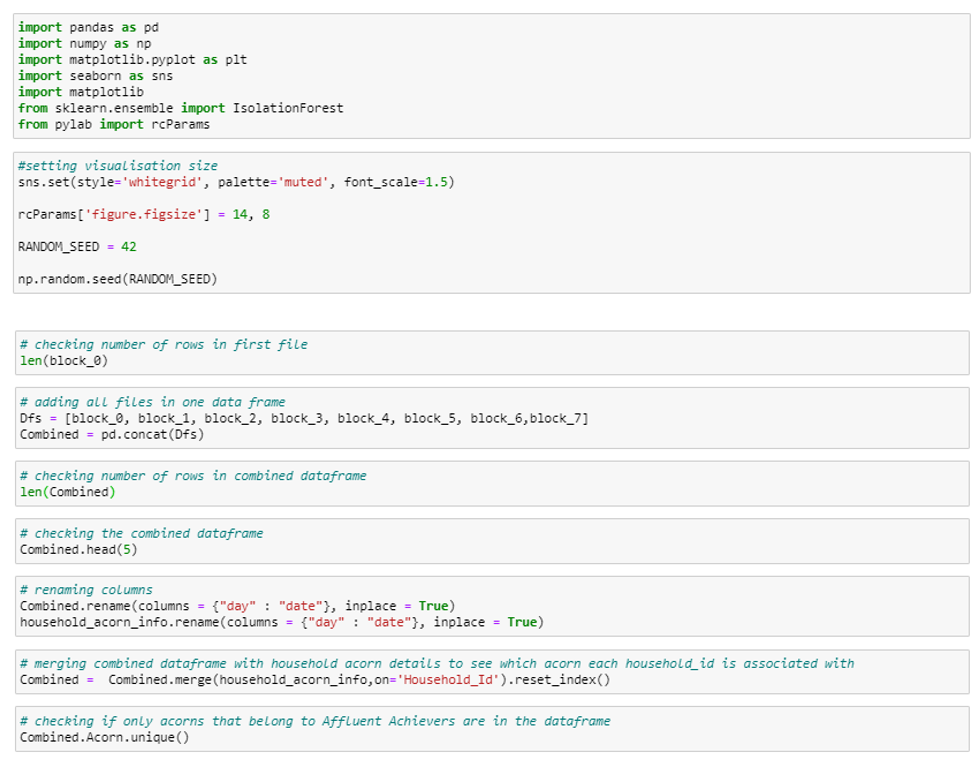 import pandas as pd
import numpy as np
import matplotlib.pyplot as plt
import seaborn as sns
import matplotlib
from sklearn.ensemble import IsolationForest
from pylab import rcParams
#setting visualisation size
sns.set(style='whitegrid', palette='muted', font_scale=1.5)
rcParams['figure.figsize'] = 14, 8
RANDOM_SEED = 42
np.random.seed(RANDOM_SEED)
# checking number of rows in first file
len(block_0)
# adding all files in one data frame
Dfs = [block_0, block_1, block_2, block_3, block_4, block_5, block_6,block_7]
Combined = pd.concat(Dfs)
# checking number of rows in combined dataframe
len(Combined)
# checking the combined dataframe
Combined.head(5)
# renaming columns
Combined.rename(columns = {"day" : "date"}, inplace = True)
household_acorn_info.rename(columns = {"day" : "date"}, inplace = True)
# merging combined dataframe with household acorn details to see which acorn each household_id is associated with
Combined =  Combined.merge(household_acorn_info,on='Household_Id').reset_index()
# checking if only acorns that belong to Affluent Achievers are in the dataframe
Combined.Acorn.unique()